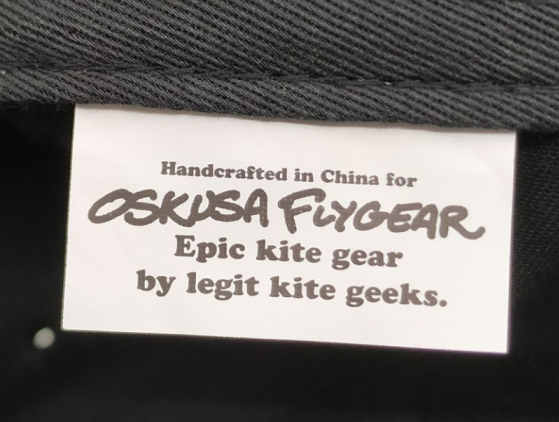 Handcrafted in China for
OSKUSA FLYGEAR
Epic kite gear
by legit kite geeks.